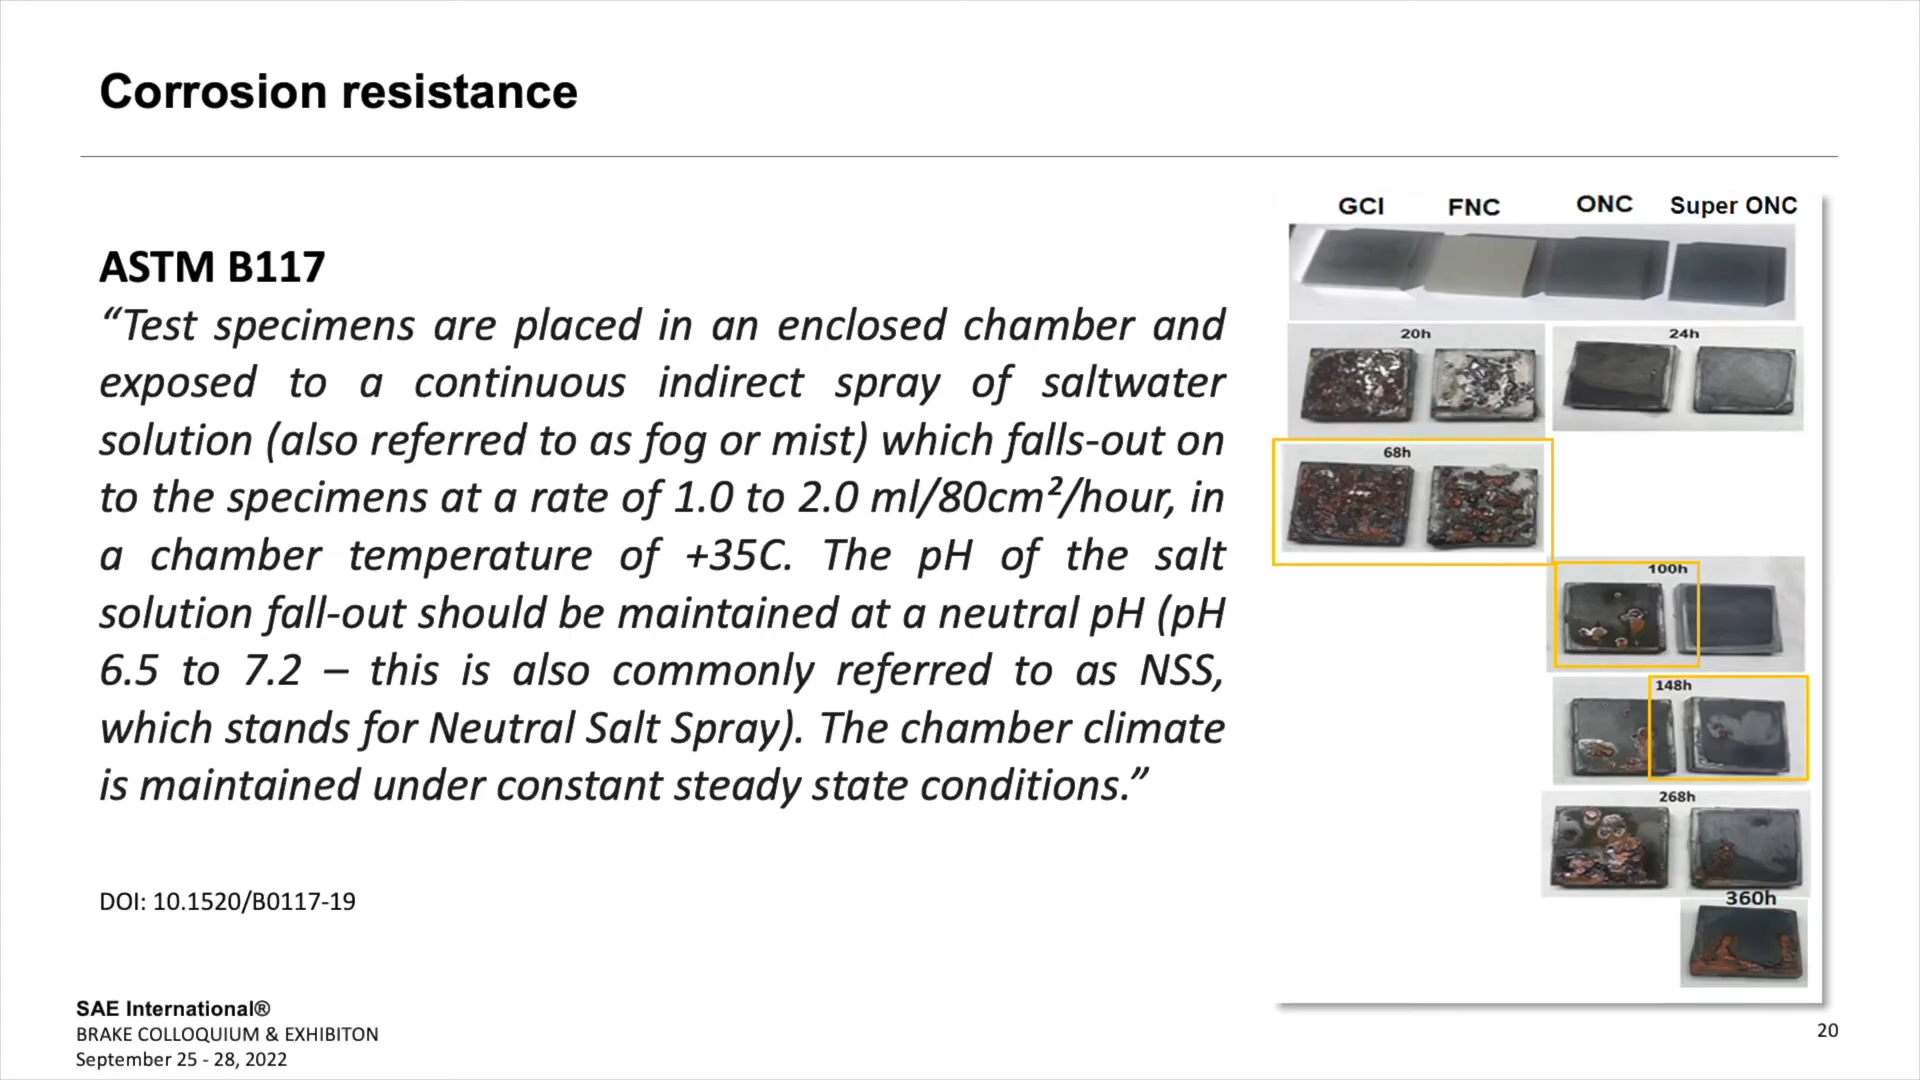 Corrosion resistance
ASTM B117
“Test specimens are placed in an enclosed chamber and
exposed to a continuous indirect spray of saltwater
solution (also referred to as fog or mist) which falls-out on
to the specimens at a rate of 1.0 to 2.0 ml/80cm²/hour, in
a chamber temperature of +35C. The pH of the salt
solution fall-out should be maintained at a neutral pH (pH
6.5 to 7.2 – this is also commonly referred to as NSS,
which stands for Neutral Salt Spray). The chamber climate
is maintained under constant steady state conditions.”
DOI: 10.1520/B0117-19
GCI FNC ONC Super ONC
20h 24h
68h
100h
148h
268h
360h
SAE International®
BRAKE COLLOQUIUM & EXHIBITON
September 25 - 28, 2022
20